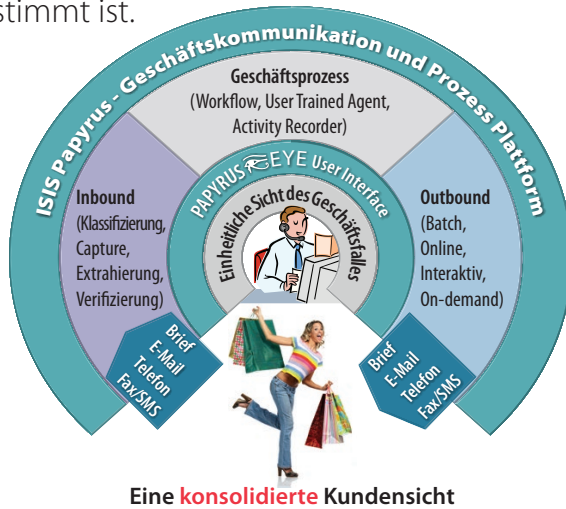 stimmt ist.
ISIS Papyrus - Geschäftskommunikation und Prozess Plattform
Geschäftsprozess
(Workflow, User Trained Agent,
Activity Recorder)
PAPYRUS EYE User Interface
Einheitliche Sicht des Geschäftsfalles
Inbound
(Klassifizierung,
Capture,
Extrahierung,
Verifizierung)
Outbound
(Batch,
Online,
Interaktiv,
On-demand)
Brief
E-Mail
Telefon
Fax/SMS
Brief
E-Mail
Telefon
Fax/SMS
Eine konsolidierte Kundensicht